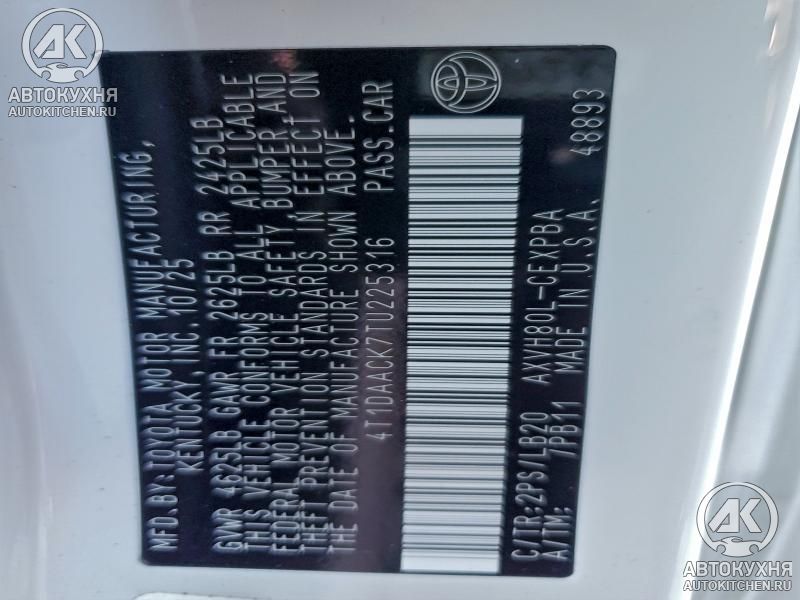 MFD.BY:TOYOTA MOTOR MANUFACTURING,
KENTUCKY, INC. 10/25
GVWR 4625LB GAWR FR 2625LB RR 2425LB
THIS VEHICLE CONFORMS TO ALL APPLICABLE
FEDERAL MOTOR VEHICLE SAFETY, BUMPER, AND
THEFT PREVENTION STANDARDS IN EFFECT ON
THE DATE OF MANUFACTURE SHOWN ABOVE.
4T1DAACK7TU225316 PASS.CAR
C/TR:2PS/LB20 AXVH80L-CEXPBA
A/TM: 7PB11 MADE IN U.S.A. 48893
АК
АВТОКУХНЯ
AUTOKITCHEN.RU
АК
АВТОКУХНЯ
AUTOKITCHEN.RU